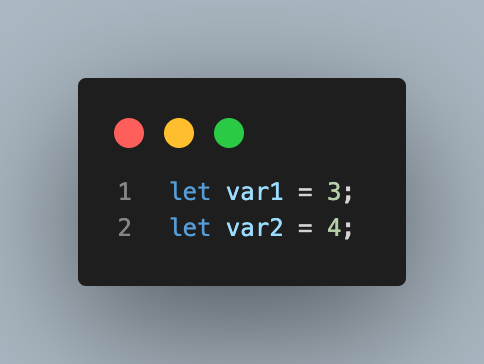 1 let var1 = 3;
2 let var2 = 4;